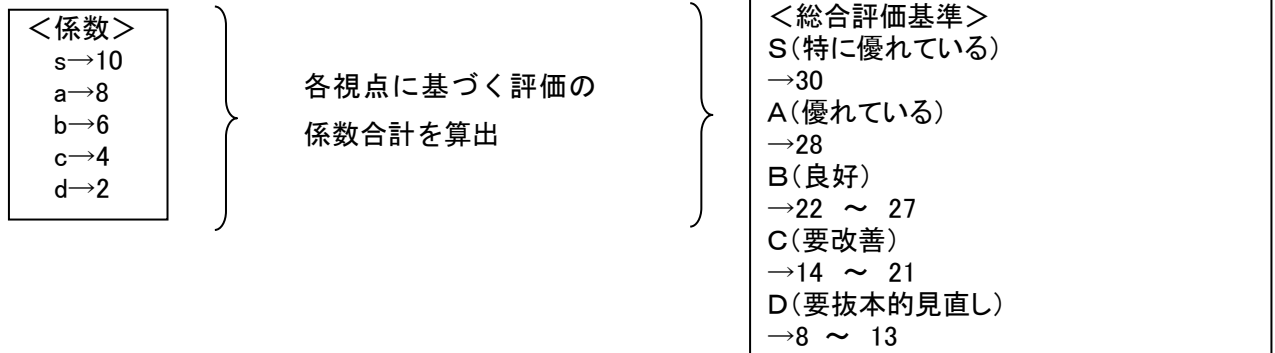 <係数>
s→10
a→8
b→6
c→4
d→2
各視点に基づく評価の
係数合計を算出
<総合評価基準>
S(特に優れている)
→30
A(優れている)
→28
B(良好)
→22 ～ 27
C(要改善)
→14 ～ 21
D(要抜本的見直し)
→8 ～ 13